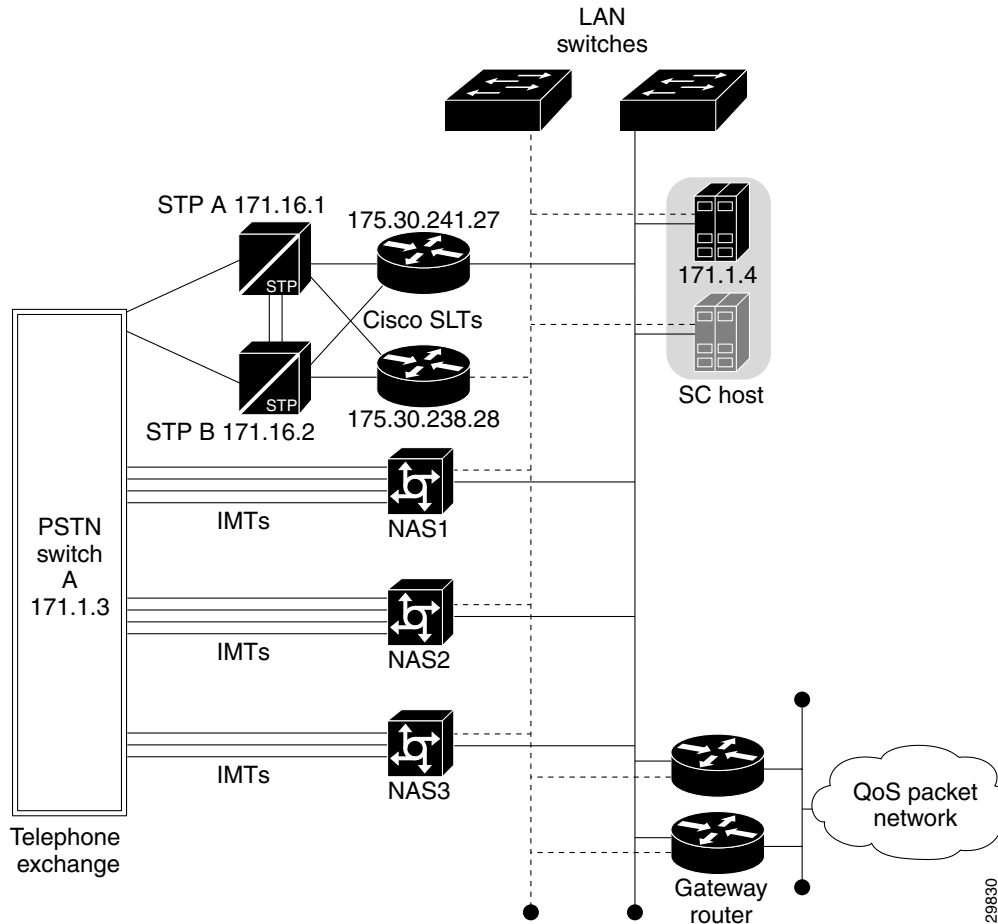 LAN
switches
STP A 171.16.1
175.30.241.27
STP
171.1.4
Cisco SLTs
STP
SC host
STP B 171.16.2
175.30.238.28
IMTs
NAS1
PSTN
switch
A
171.1.3
IMTs
NAS2
IMTs
NAS3
QoS packet
network
Telephone
exchange
Gateway
router
29830